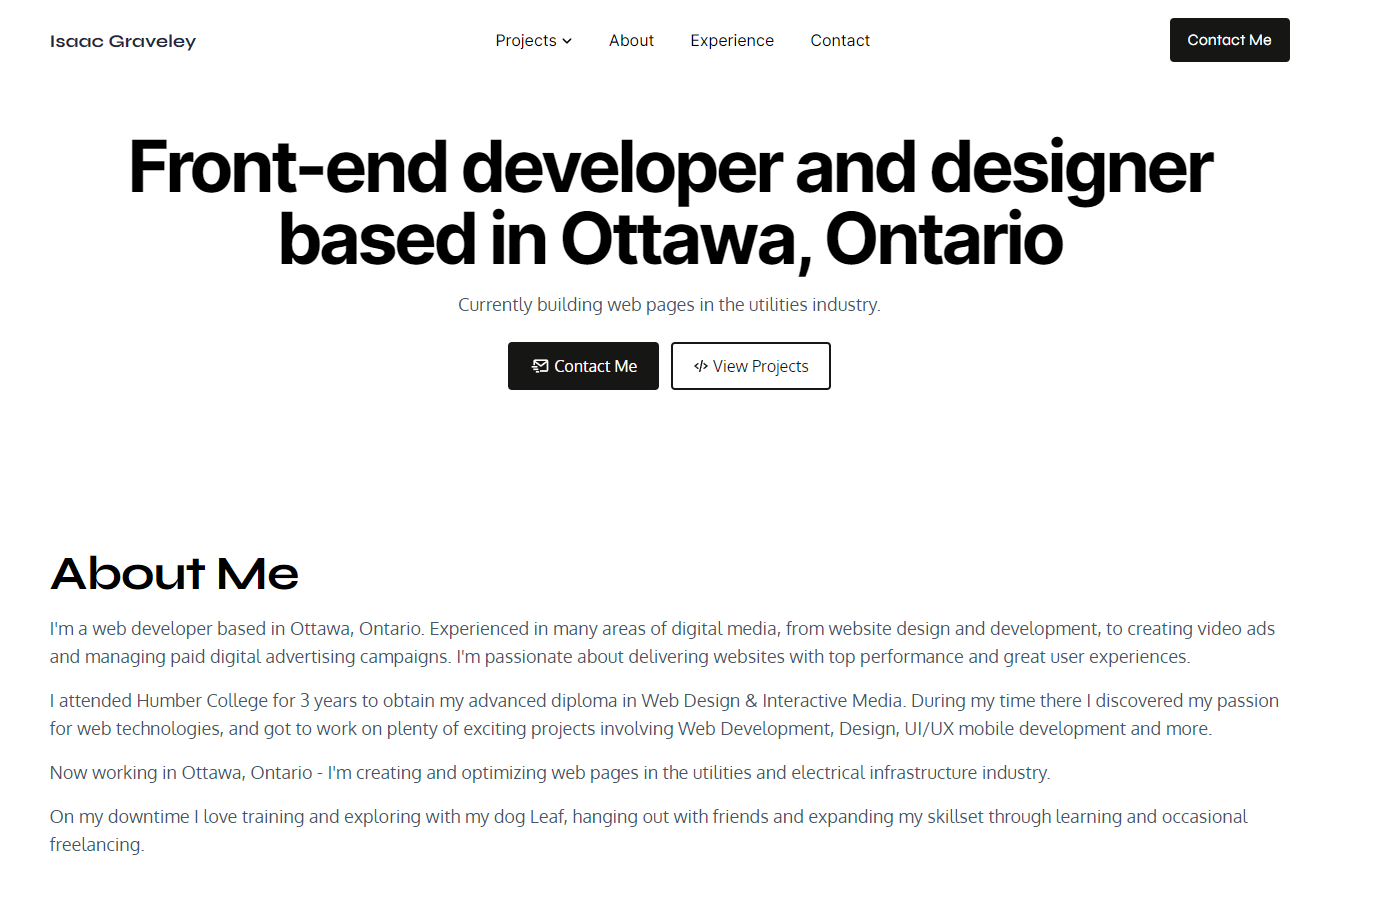 Isaac Graveley
Projects
About
Experience
Contact
Contact Me
Front-end developer and designer
based in Ottawa, Ontario
Currently building web pages in the utilities industry.
Contact Me
View Projects
About Me
I'm a web developer based in Ottawa, Ontario. Experienced in many areas of digital media, from website design and development, to creating video ads
and managing paid digital advertising campaigns. I'm passionate about delivering websites with top performance and great user experiences.
I attended Humber College for 3 years to obtain my advanced diploma in Web Design & Interactive Media. During my time there I discovered my passion
for web technologies, and got to work on plenty of exciting projects involving Web Development, Design, UI/UX mobile development and more.
Now working in Ottawa, Ontario - I'm creating and optimizing web pages in the utilities and electrical infrastructure industry.
On my downtime I love training and exploring with my dog Leaf, hanging out with friends and expanding my skillset through learning and occasional
freelancing.